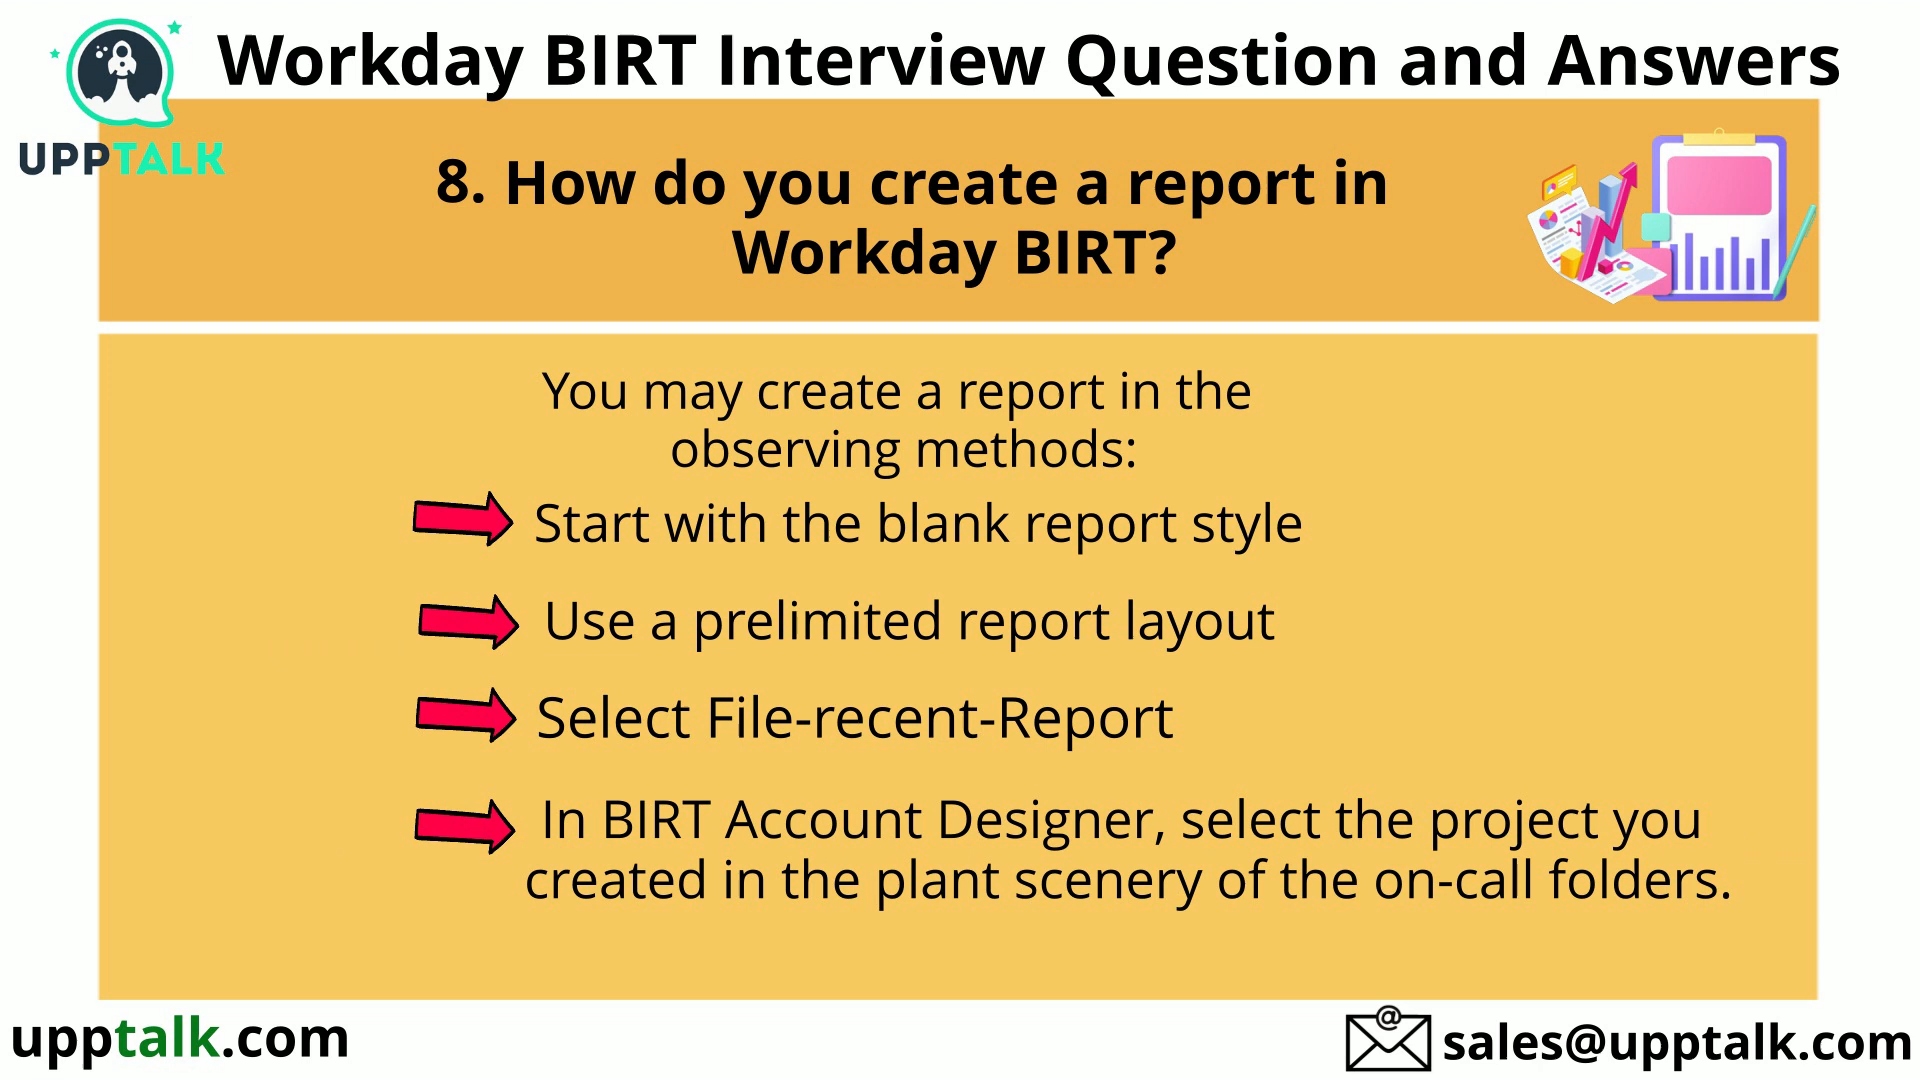 Workday BIRT Interview Question and Answers
UPPTALK
8. How do you create a report in
Workday BIRT?
You may create a report in the
observing methods:
Start with the blank report style
Use a prelimited report layout
Select File-recent-Report
In BIRT Account Designer, select the project you
created in the plant scenery of the on-call folders.
upptalk.com
@
sales@upptalk.com